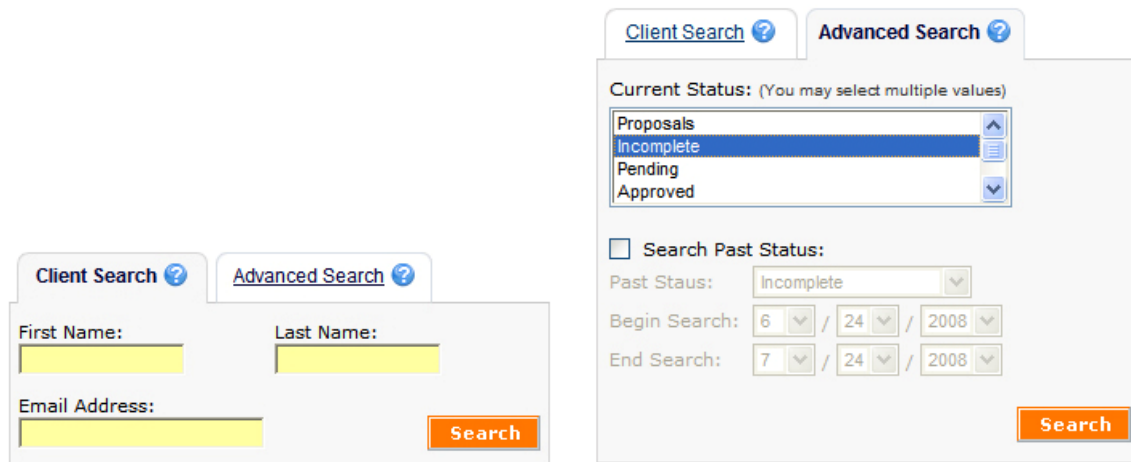 Client Search ? Advanced Search ?
First Name: Last Name:
Email Address:
Search
Client Search ? Advanced Search ?
Current Status: (You may select multiple values)
Proposals
Incomplete
Pending
Approved
Search Past Status:
Past Staus: Incomplete
Begin Search: 6 / 24 / 2008
End Search: 7 / 24 / 2008
Search